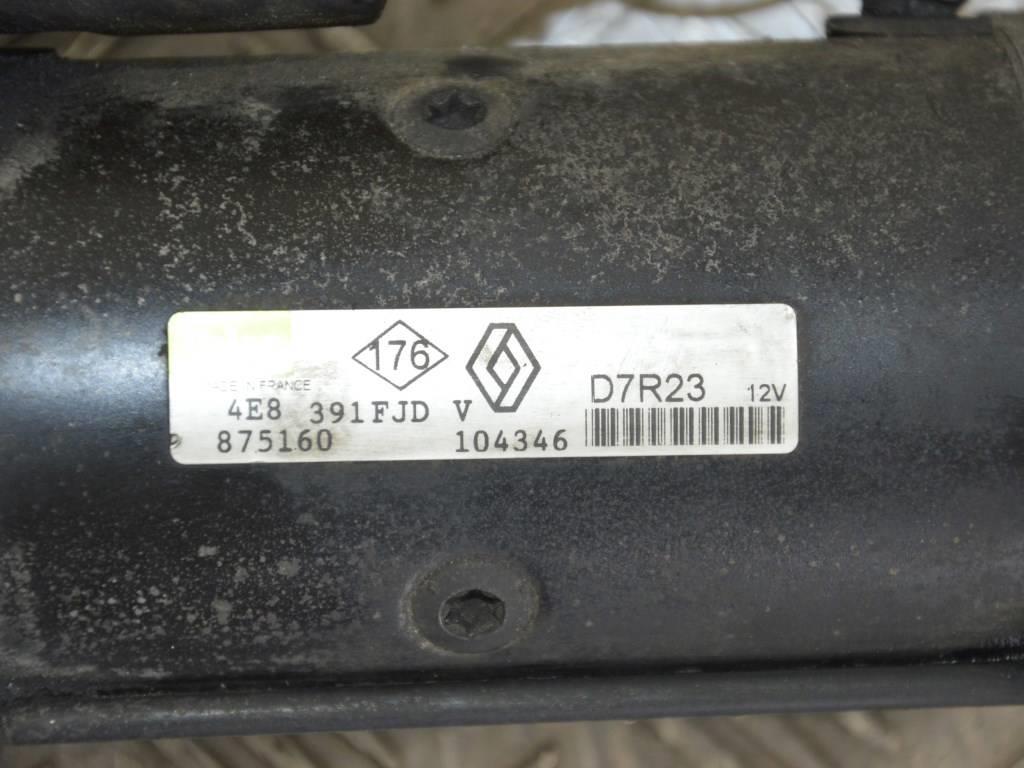 176
MADE IN FRANCE
D7R23 12V
4E8 391FJD V
875160 104346